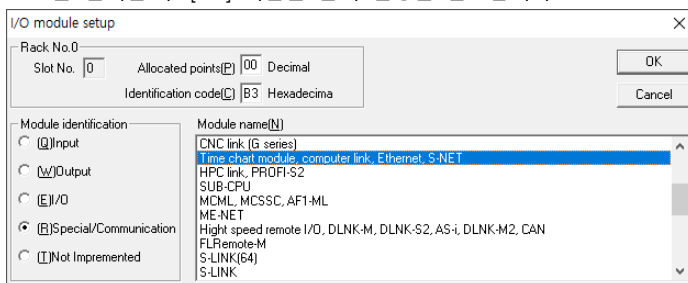 I/O module setup
Rack No.0
Slot No. 0 Allocated points(P) 00 Decimal
Identification code(C) B3 Hexadecima
OK
Cancel
Module identification
(Q)Input
(W)Output
(E)I/O
(R)Special/Communication
(T)Not Impremented
Module name(N)
CNC link (G series)
Time chart module, computer link, Ethernet, S-NET
HPC link, PROFI-S2
SUB-CPU
MCML, MCSSC, AF1-ML
ME-NET
Hight speed remote I/O, DLNK-M, DLNK-S2, AS-i, DLNK-M2, CAN
FLRemote-M
S-LINK(64)
S-LINK